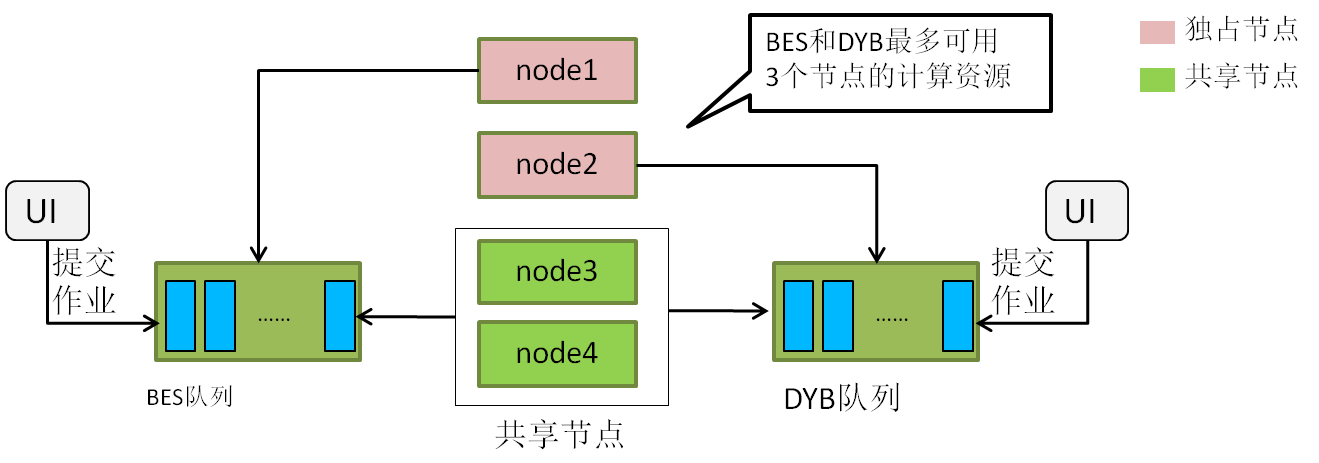 node1
BES和DYB最多可用
3个节点的计算资源
独占节点
共享节点
node2
UI
UI
提交
作业
node3
提交
作业
......
node4
......
BES队列
DYB队列
共享节点